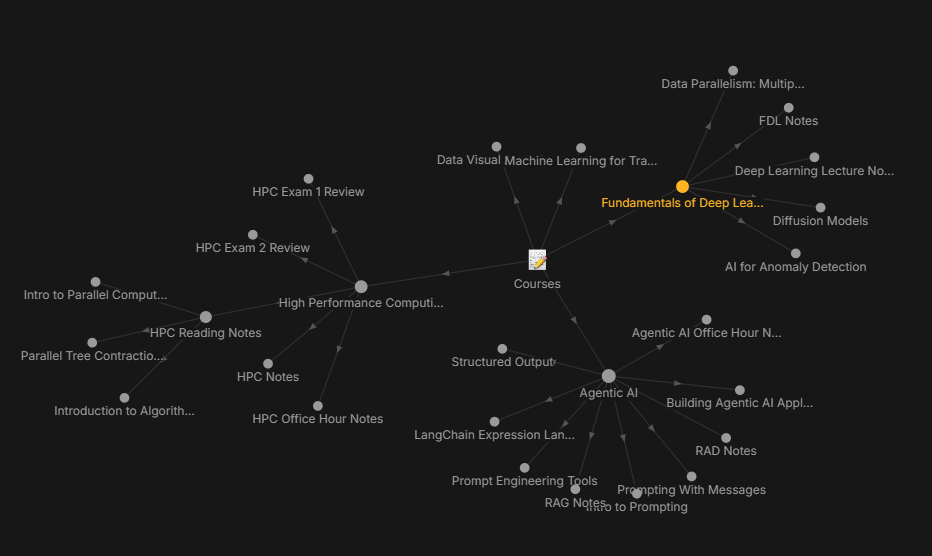 Data Parallelism: Multip...
FDL Notes
Data Visual
Machine Learning for Tra...
Deep Learning Lecture No...
HPC Exam 1 Review
Fundamentals of Deep Lea...
Diffusion Models
HPC Exam 2 Review
AI for Anomaly Detection
Courses
Intro to Parallel Comput...
High Performance Computi...
HPC Reading Notes
Agentic AI Office Hour N...
Parallel Tree Contractio...
Structured Output
HPC Notes
Agentic AI
Building Agentic AI Appl...
Introduction to Algorith...
HPC Office Hour Notes
LangChain Expression Lan...
RAD Notes
Prompt Engineering Tools
Prompting With Messages
RAG Notes
Intro to Prompting